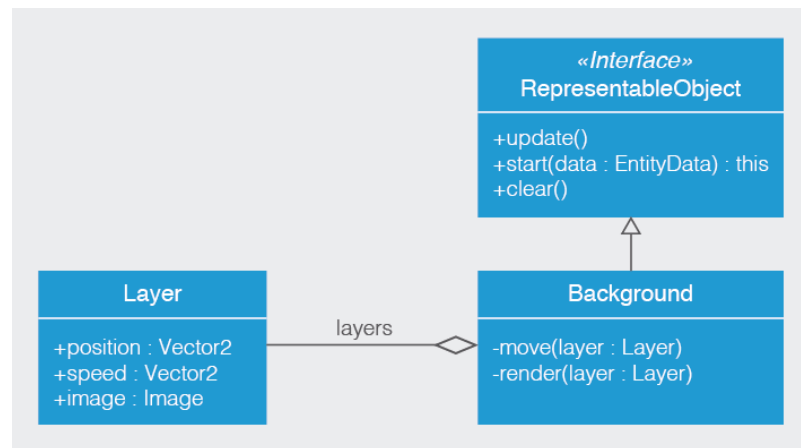 «Interface»
RepresentableObject
+update()
+start(data : EntityData) : this
+clear()
Layer
+position : Vector2
+speed : Vector2
+image : Image
layers
Background
-move(layer : Layer)
-render(layer : Layer)